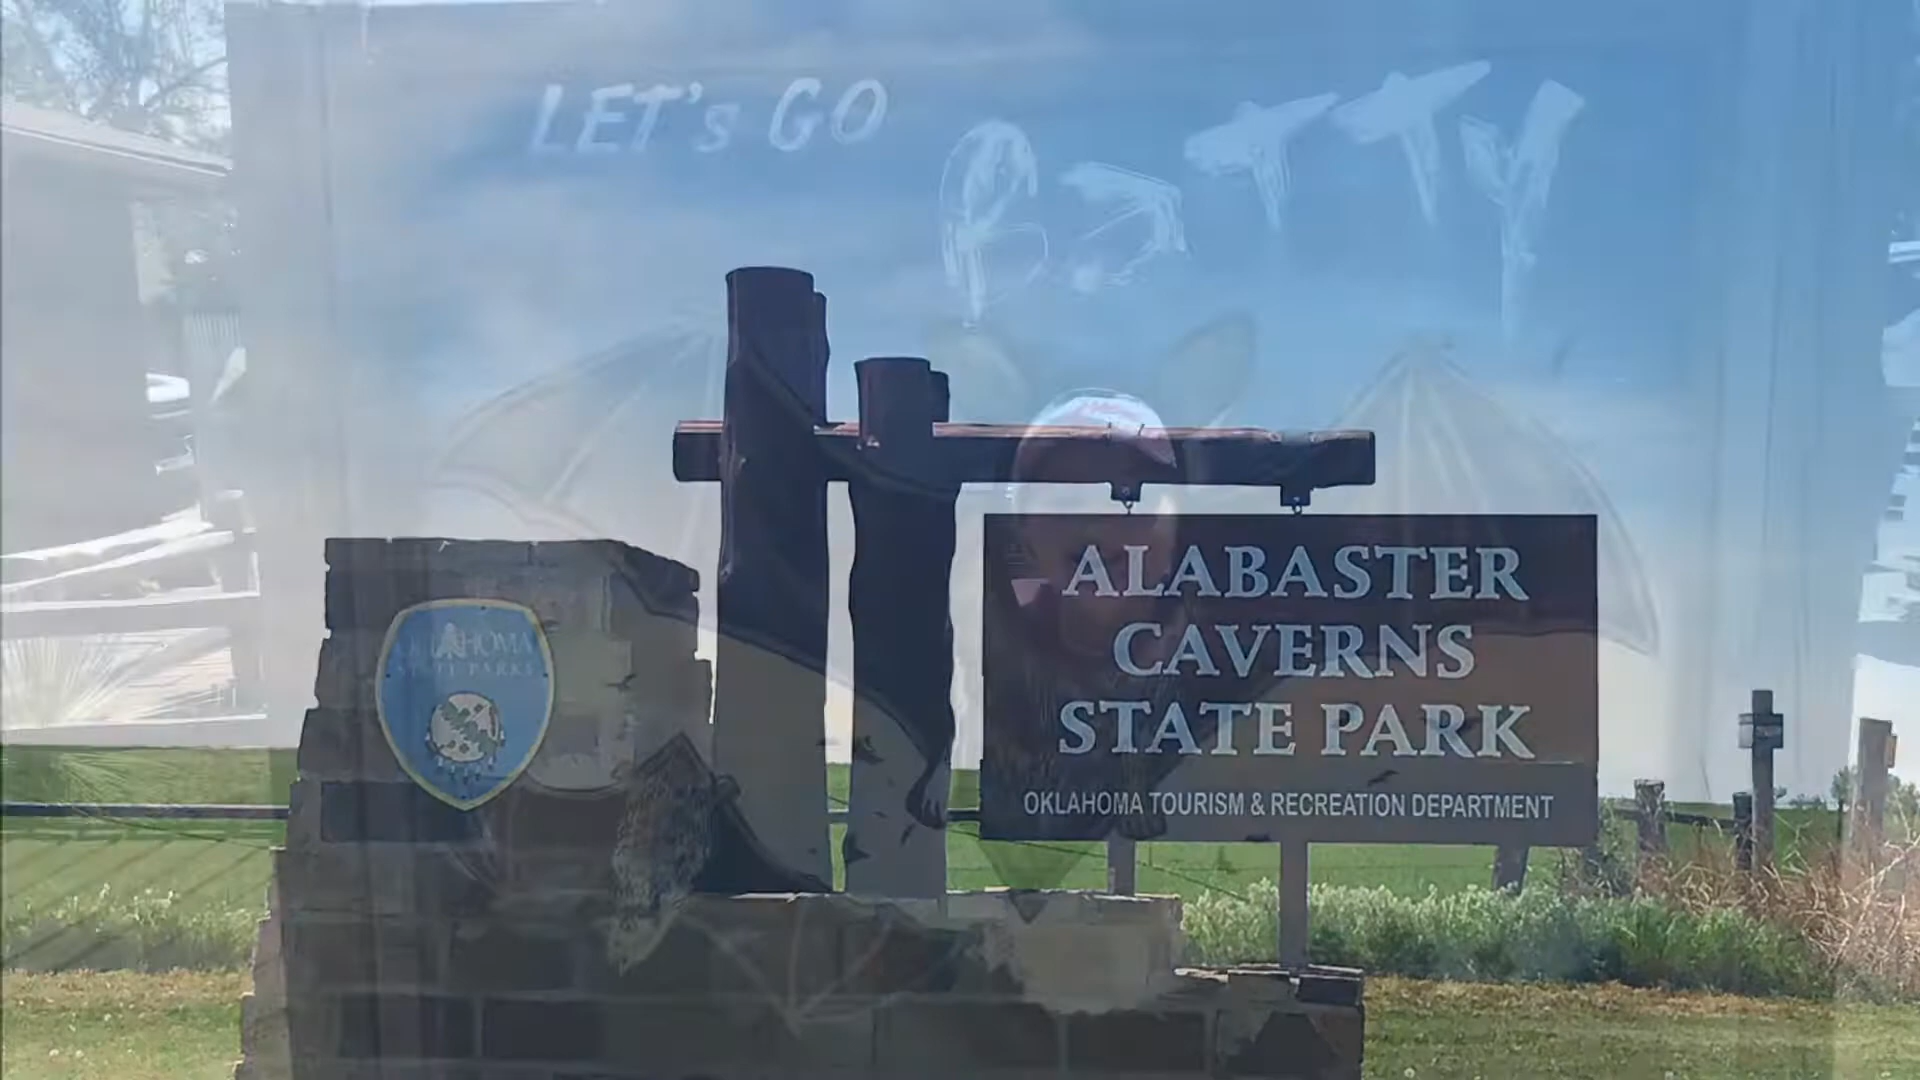 LET's GO
BATTY
OKLAHOMA
STATE PARKS
ALABASTER
CAVERNS
STATE PARK
OKLAHOMA TOURISM & RECREATION DEPARTMENT